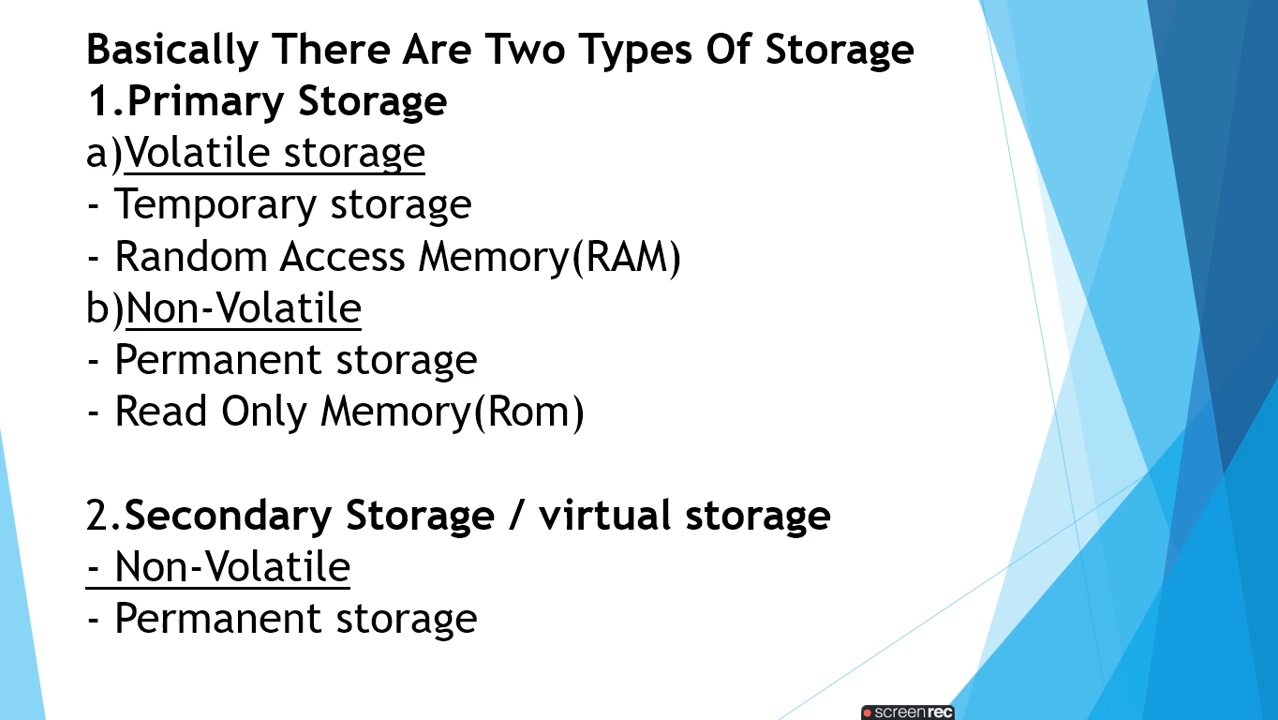 Basically There Are Two Types Of Storage
1.Primary Storage
a)Volatile storage
- Temporary storage
- Random Access Memory(RAM)
b)Non-Volatile
- Permanent storage
- Read Only Memory(Rom)
2.Secondary Storage / virtual storage
- Non-Volatile
- Permanent storage
screenrec